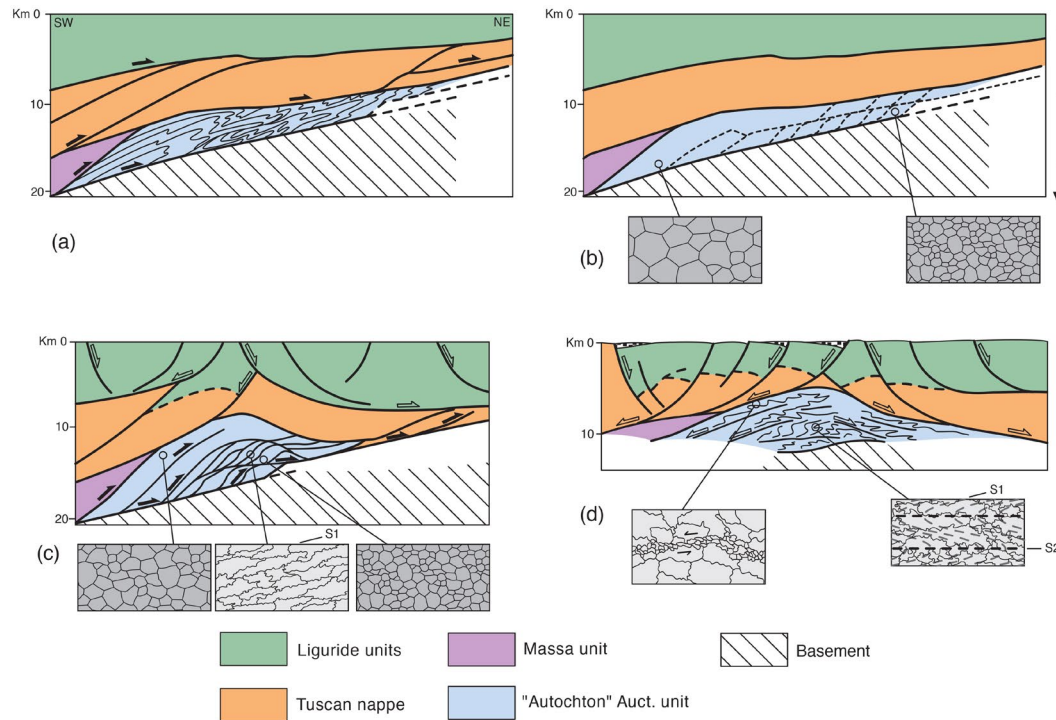 Km 0
SW
NE
10
20
(a)
Km 0
10
20
(b)
Km 0
10
20
(c)
S1
Km 0
10
(d)
S1
S2
Liguride units
Massa unit
Basement
Tuscan nappe
"Autochton" Auct. unit